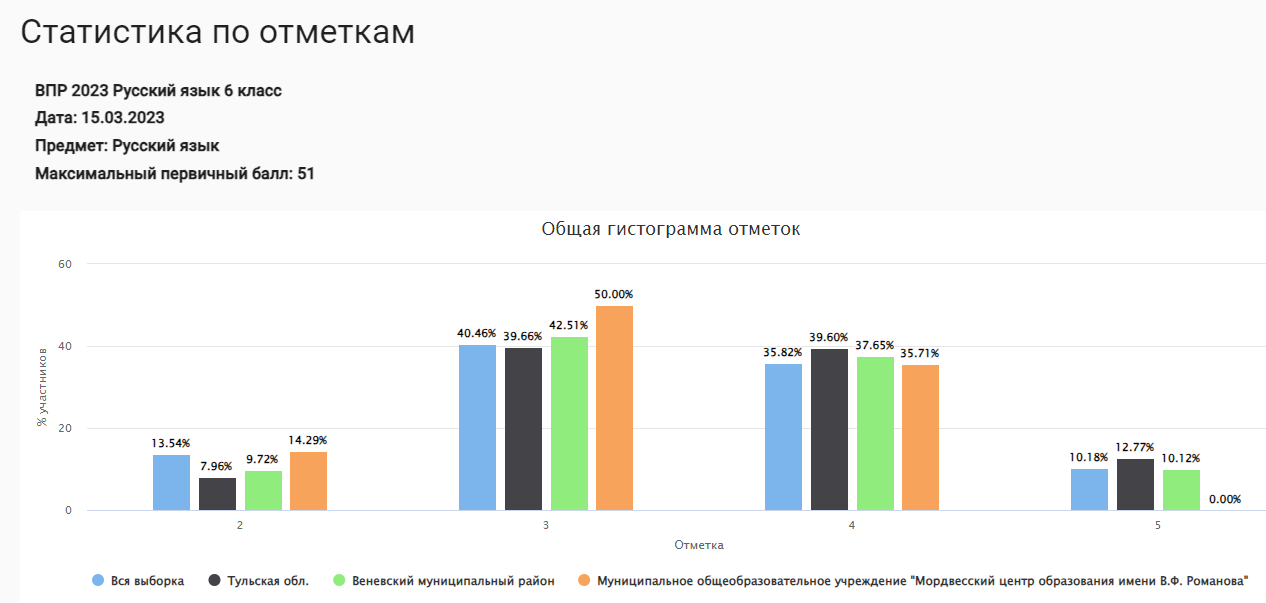 Статистика по отметкам
ВПР 2023 Русский язык 6 класс
Дата: 15.03.2023
Предмет: Русский язык
Максимальный первичный балл: 51
Общая гистограмма отметок
% участников
60
40
20
0
13.54%
7.96%
9.72%
14.29%
40.46%
39.66%
42.51%
50.00%
35.82%
39.60%
37.65%
35.71%
10.18%
12.77%
10.12%
0.00%
2 3 4 5
Отметка
Вся выборка Тульская обл. Веневский муниципальный район Муниципальное общеобразовательное учреждение "Мордвесский центр образования имени В.Ф. Романова"